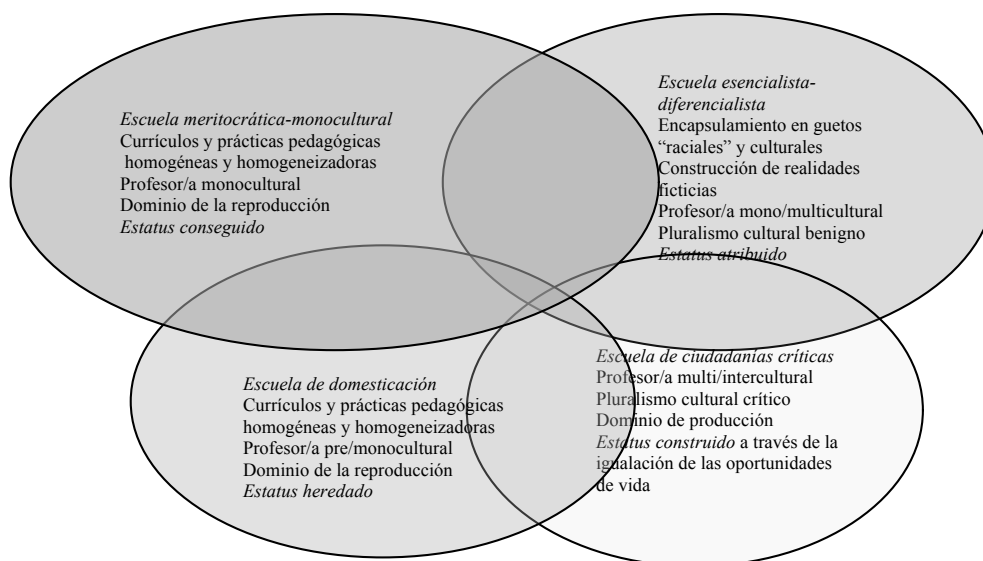 Escuela meritocrática-monocultural
Currículos y prácticas pedagógicas
homogéneas y homogeneizadoras
Profesor/a monocultural
Dominio de la reproducción
Estatus conseguido
Escuela esencialista-
diferencialista
Encapsulamiento en guetos
“raciales” y culturales
Construcción de realidades
ficticias
Profesor/a mono/multicultural
Pluralismo cultural benigno
Estatus atribuido
Escuela de domesticación
Currículos y prácticas pedagógicas
homogéneas y homogeneizadoras
Profesor/a pre/monocultural
Dominio de la reproducción
Estatus heredado
Escuela de ciudadanías críticas
Profesor/a multi/intercultural
Pluralismo cultural crítico
Dominio de producción
Estatus construido a través de la
igualación de las oportunidades
de vida